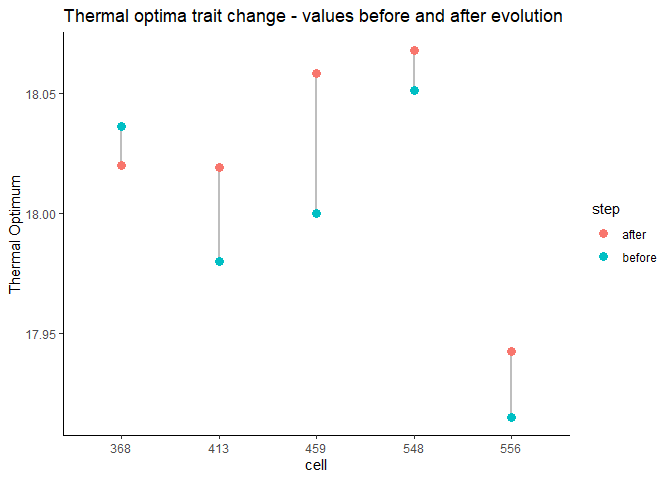 Thermal optima trait change - values before and after evolution
Thermal Optimum
18.05
18.00
17.95
368 413 459 548 556
cell
step
after
before